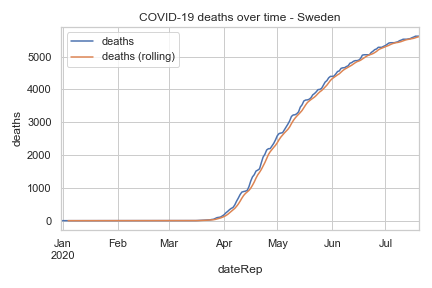 COVID-19 deaths over time - Sweden
deaths
deaths (rolling)
deaths
5000
4000
3000
2000
1000
0
Jan
2020
Feb
Mar
Apr
May
Jun
Jul
dateRep